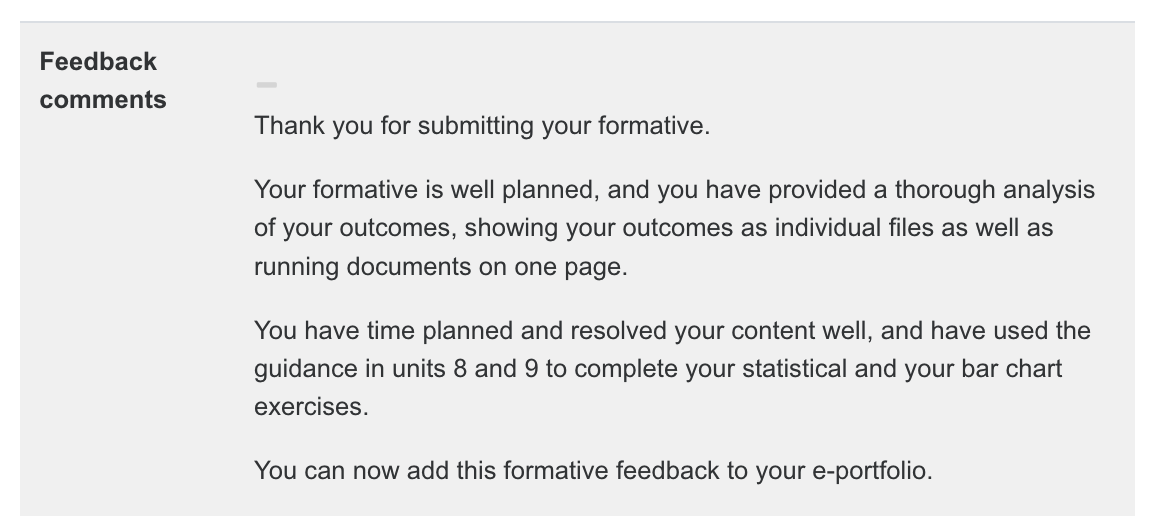 Feedback
comments
Thank you for submitting your formative.
Your formative is well planned, and you have provided a thorough analysis
of your outcomes, showing your outcomes as individual files as well as
running documents on one page.
You have time planned and resolved your content well, and have used the
guidance in units 8 and 9 to complete your statistical and your bar chart
exercises.
You can now add this formative feedback to your e-portfolio.